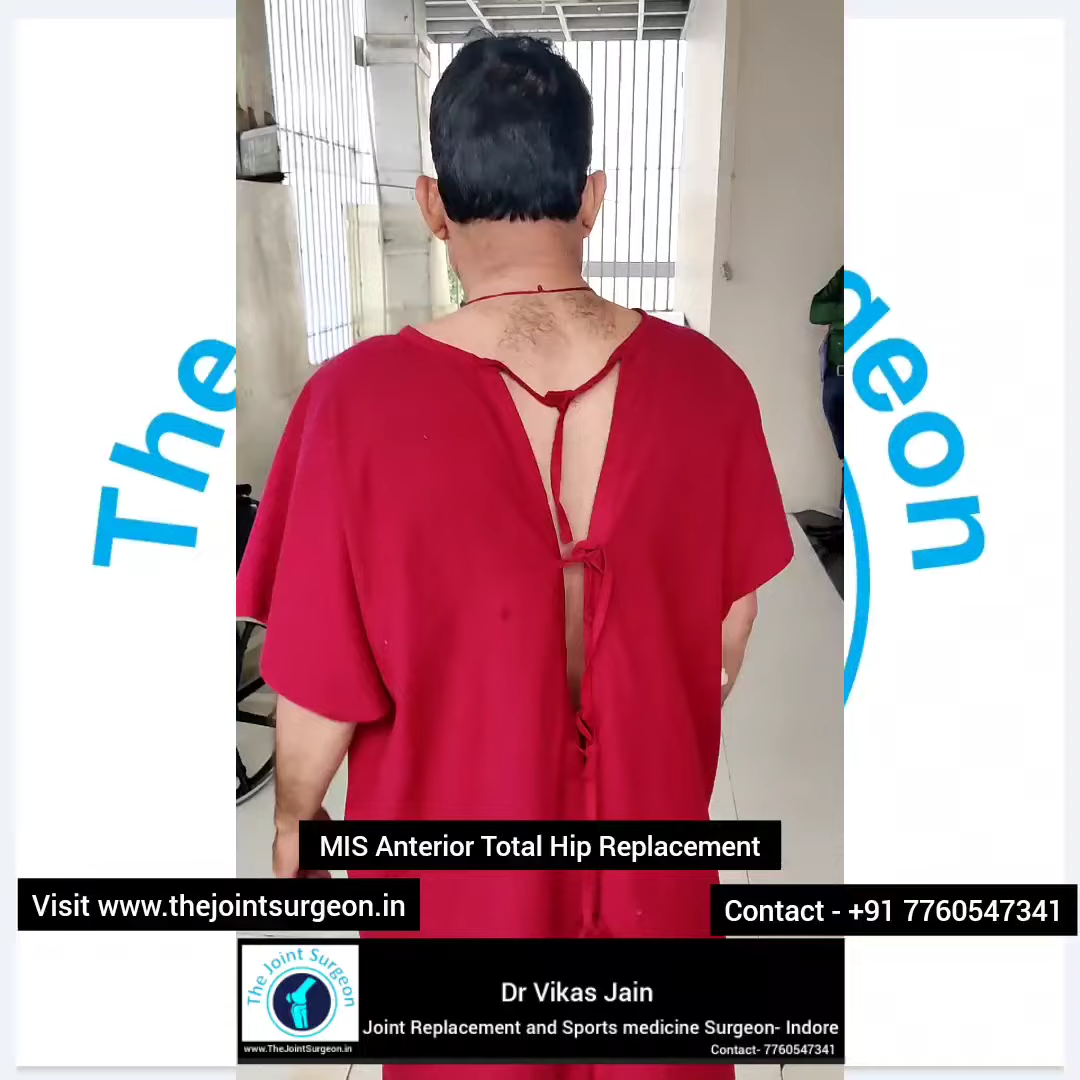 The
geon
MIS Anterior Total Hip Replacement
Visit www.thejointsurgeon.in
Contact - +91 7760547341
The Joint Surgeon
www.TheJointSurgeon.in
Dr Vikas Jain
Joint Replacement and Sports medicine Surgeon- Indore
Contact- 7760547341